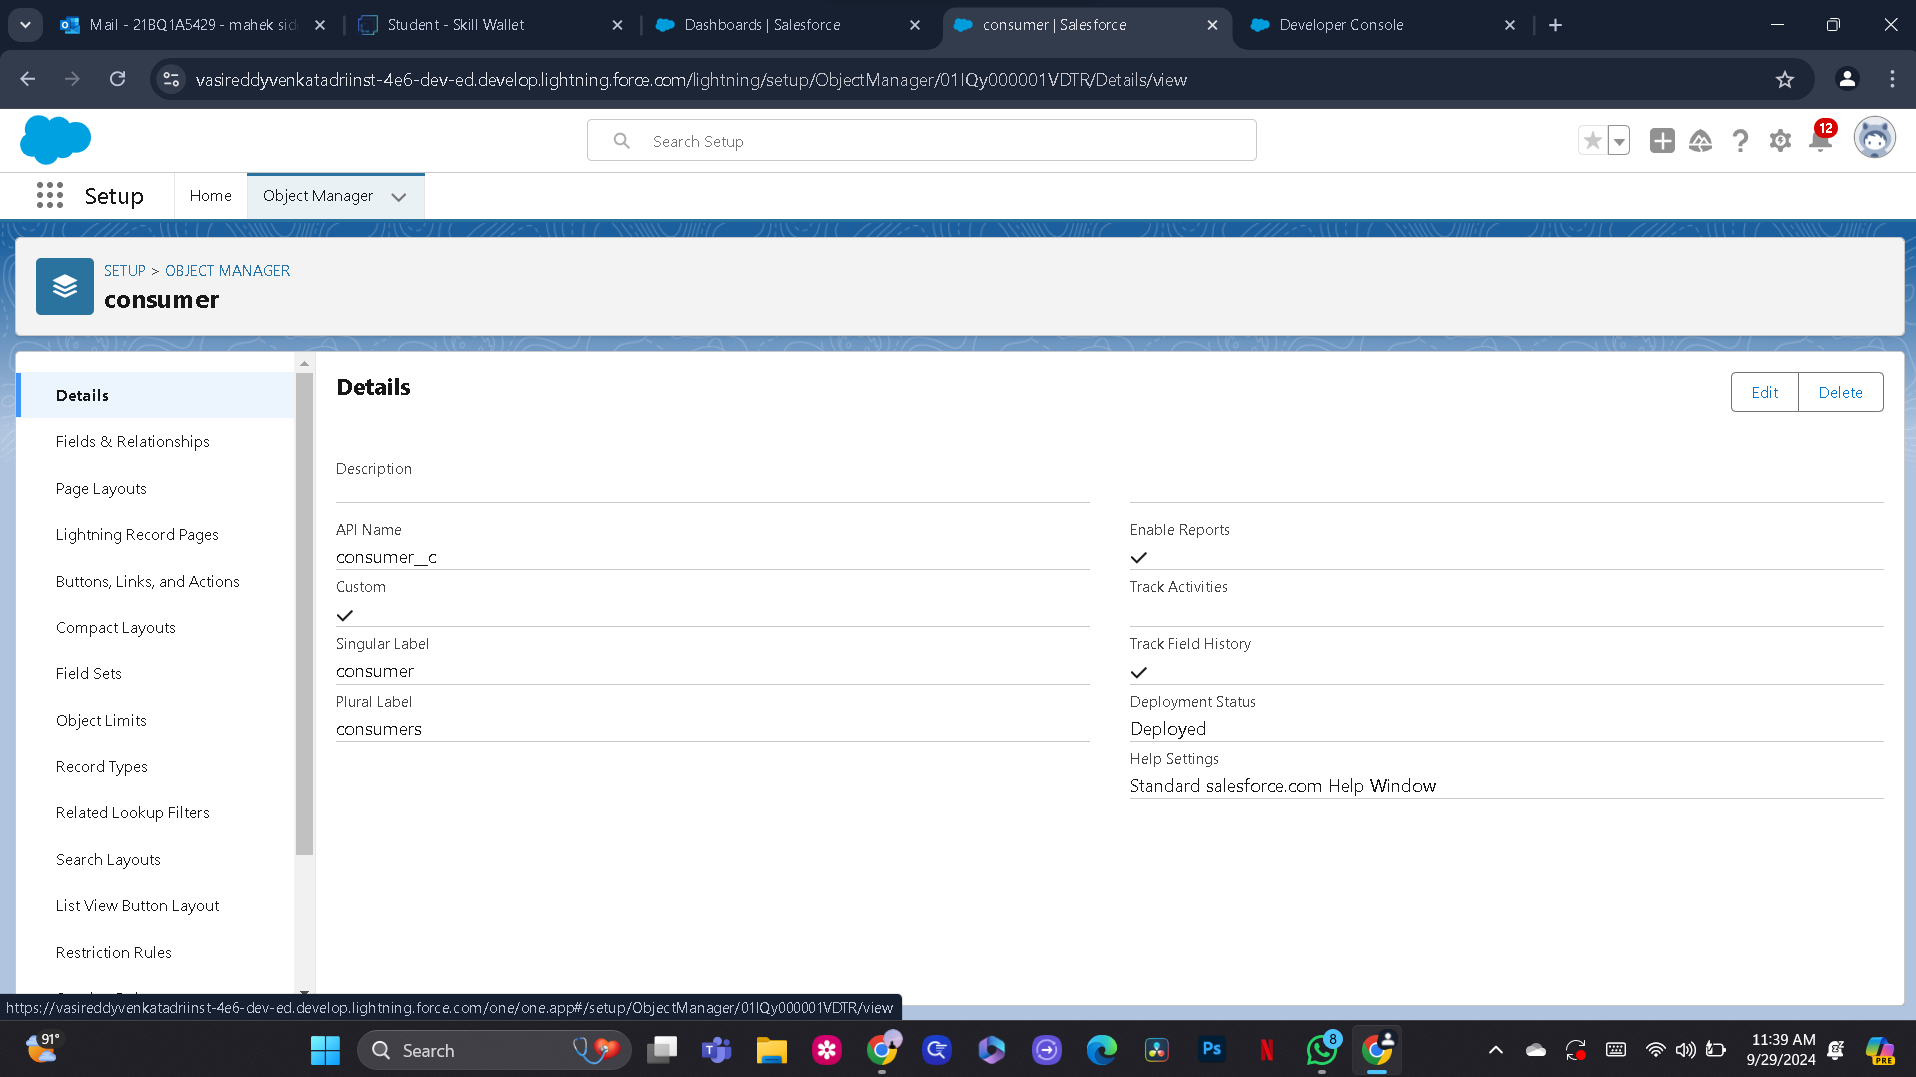 Mail - 21BQ1A5429 - mahek sid
Student - Skill Wallet
Dashboards | Salesforce
consumer | Salesforce
Developer Console
vasireddyvenkatadriinst-4e6-dev-ed.develop.lightning.force.com/lightning/setup/ObjectManager/01IQy000001VDTR/Details/view
Search Setup
12
Setup
Home
Object Manager
SETUP > OBJECT MANAGER
consumer
Details
Fields & Relationships
Page Layouts
Lightning Record Pages
Buttons, Links, and Actions
Compact Layouts
Field Sets
Object Limits
Record Types
Related Lookup Filters
Search Layouts
List View Button Layout
Restriction Rules
Details
Edit
Delete
Description
API Name
consumer__c
Custom
Singular Label
consumer
Plural Label
consumers
Enable Reports
Track Activities
Track Field History
Deployment Status
Deployed
Help Settings
Standard salesforce.com Help Window
https://vasireddyvenkatadriinst-4e6-dev-ed.develop.lightning.force.com/one/one.app#/setup/ObjectManager/01IQy000001VDTR/view
91°
Search
Ps
N
8
11:39 AM
9/29/2024
PRE